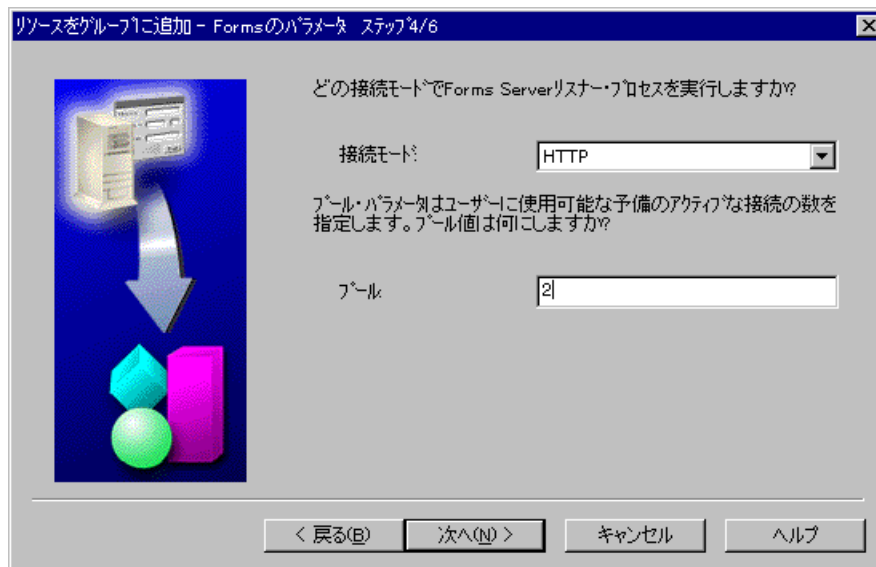 リソースをグループに追加 - Formsのパラメータ ステップ4/6
どの接続モードでForms Serverリスナー・プロセスを実行しますか?
接続モード:
HTTP
プール・パラメータはユーザーに使用可能な予備のアクティブな接続の数を
指定します。プール値は何にしますか?
プール:
2
< 戻る(B)
次へ(N) >
キャンセル
ヘルプ